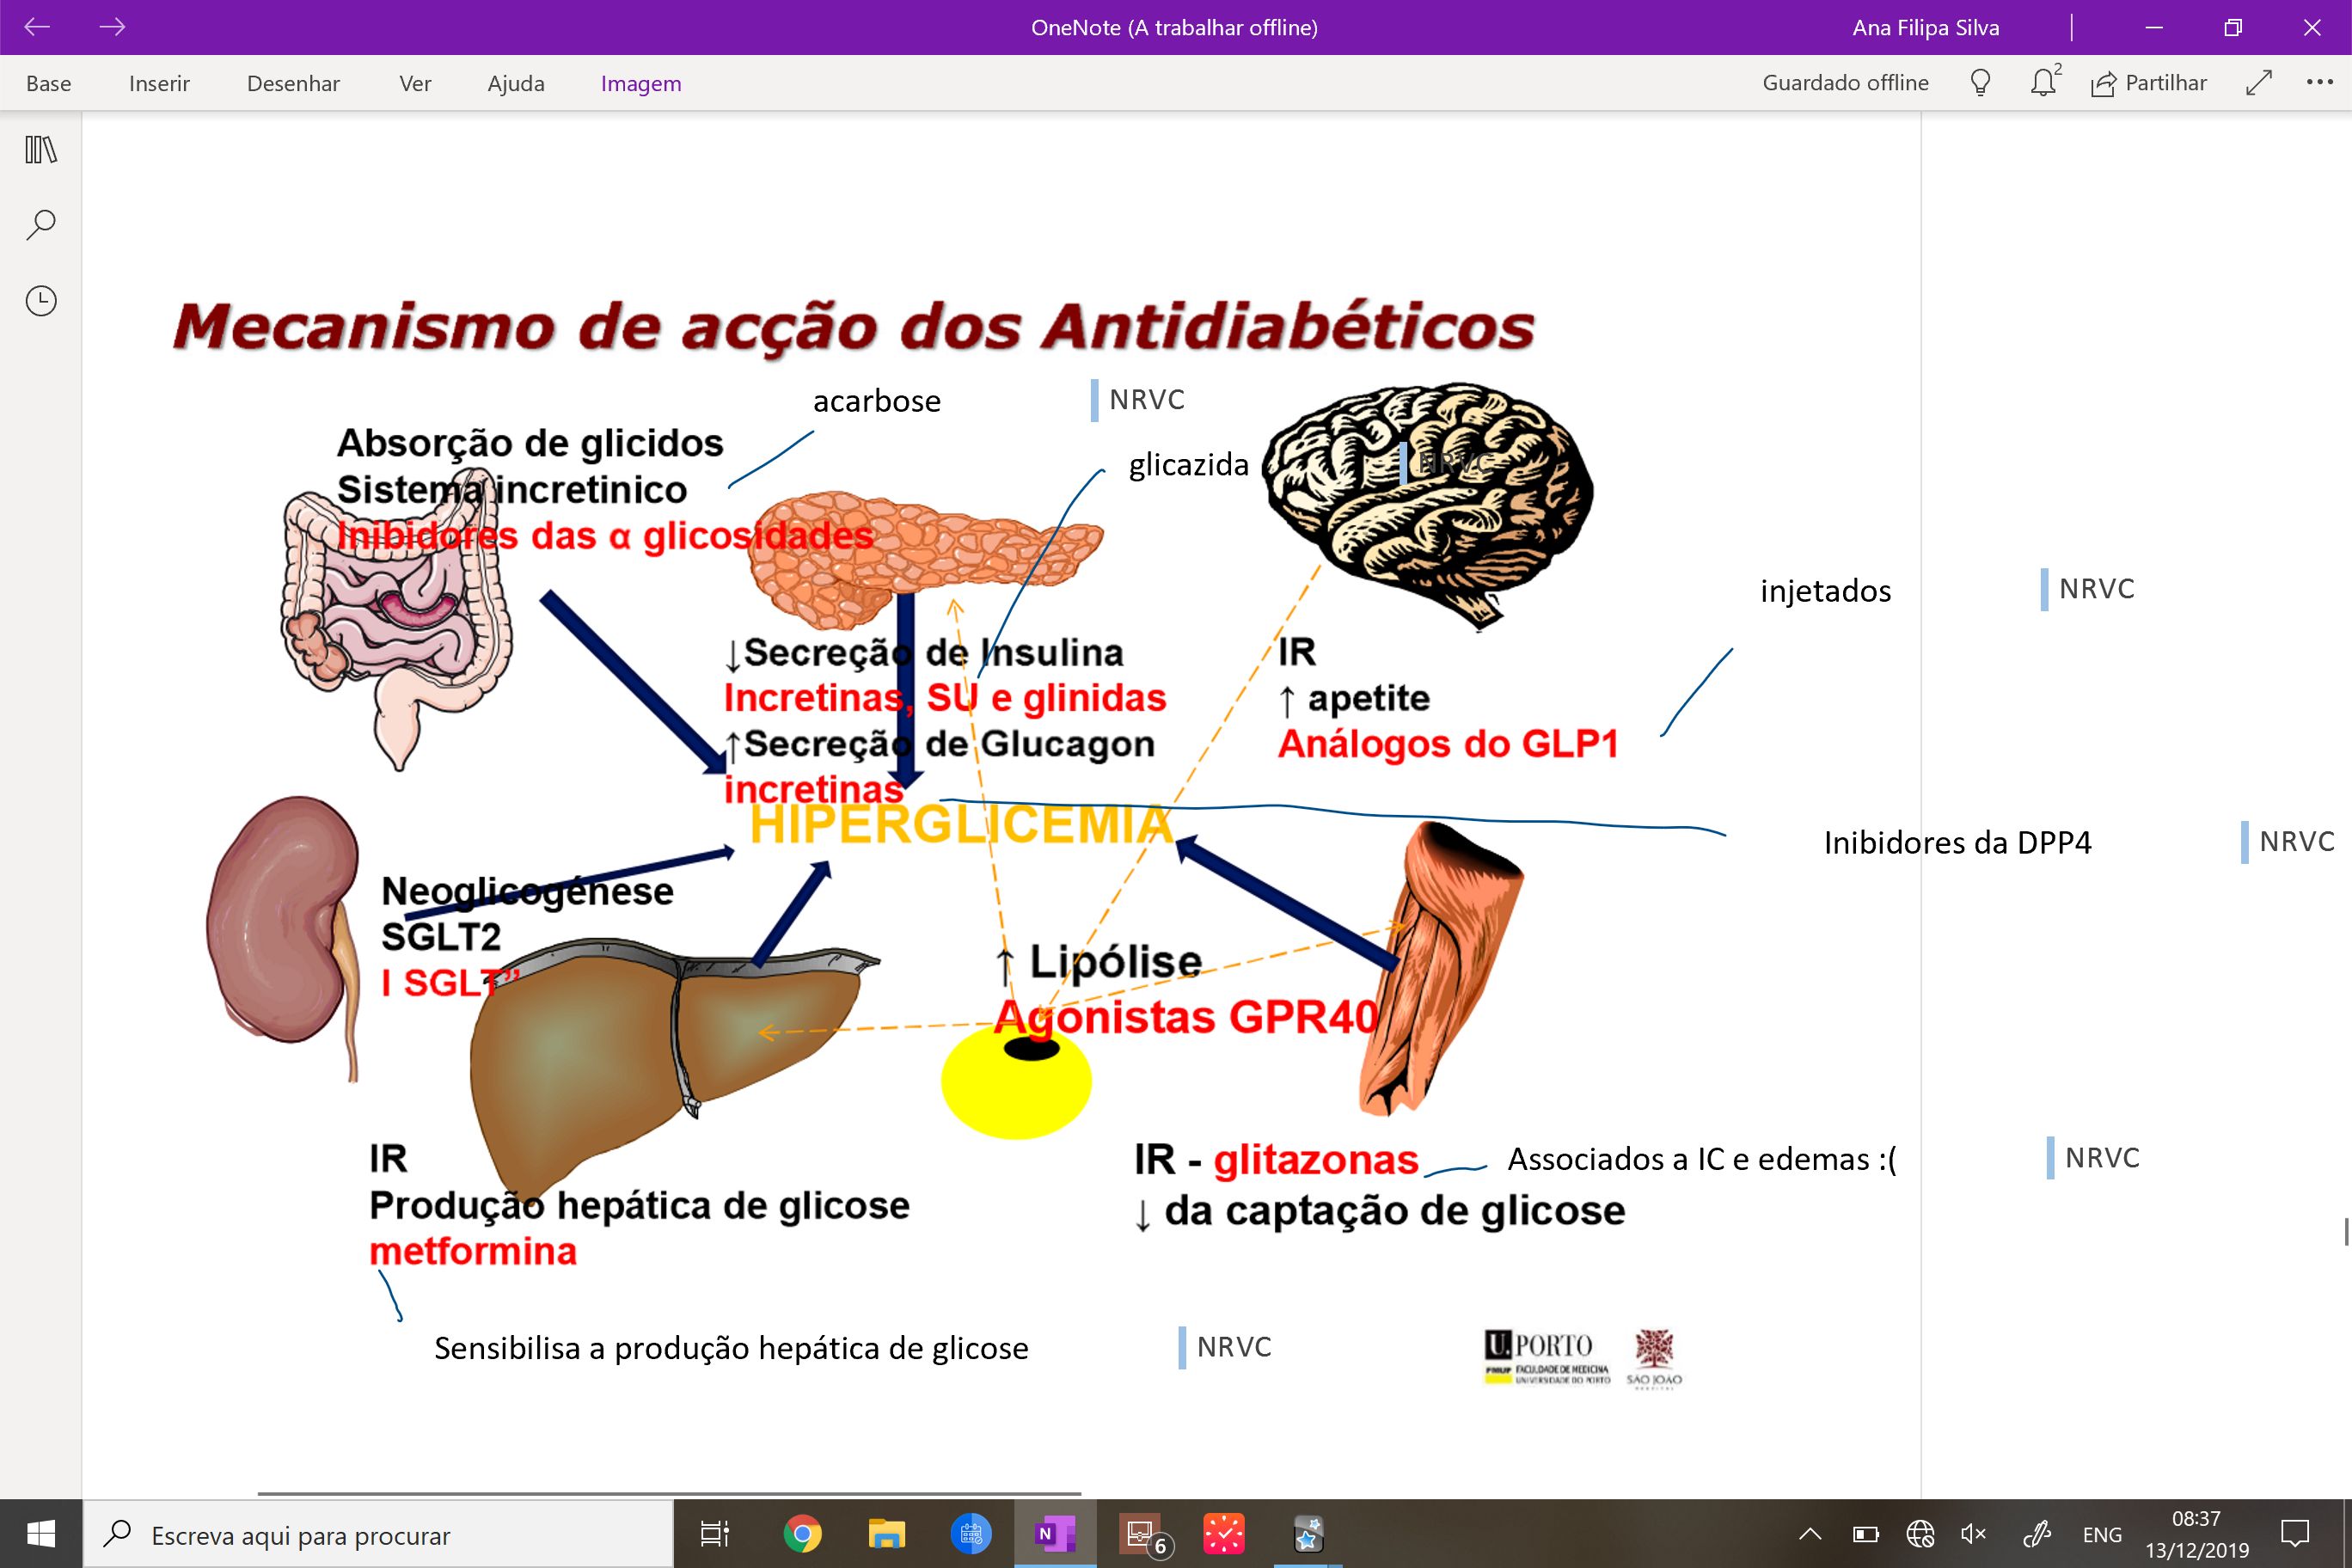 OneNote (A trabalhar offline)
Ana Filipa Silva
Base Inserir Desenhar Ver Ajuda Imagem
Guardado offline 2 Partilhar
Mecanismo de acção dos Antidiabéticos
acarbose NRVC
Absorção de glicidos
Sistema incretinico
Inibidores das α glicosidades
glicazida NRVC
injetados NRVC
↓Secreção de Insulina
Incretinas, SU e glinidas
↑Secreção de Glucagon
incretinas
IR
↑ apetite
Análogos do GLP1
HIPERGLICEMIA
Inibidores da DPP4 NRVC
Neoglicogénese
SGLT2
I SGLT”
↑ Lipólise
Agonistas GPR40
IR
Produção hepática de glicose
metformina
IR - glitazonas
↓ da captação de glicose
Associados a IC e edemas :( NRVC
Sensibilisa a produção hepática de glicose NRVC
U. PORTO
FMUP FACULDADE DE MEDICINA
UNIVERSIDADE DO PORTO
SÃO JOÃO
Escreva aqui para procurar
N
6
ENG
08:37
13/12/2019